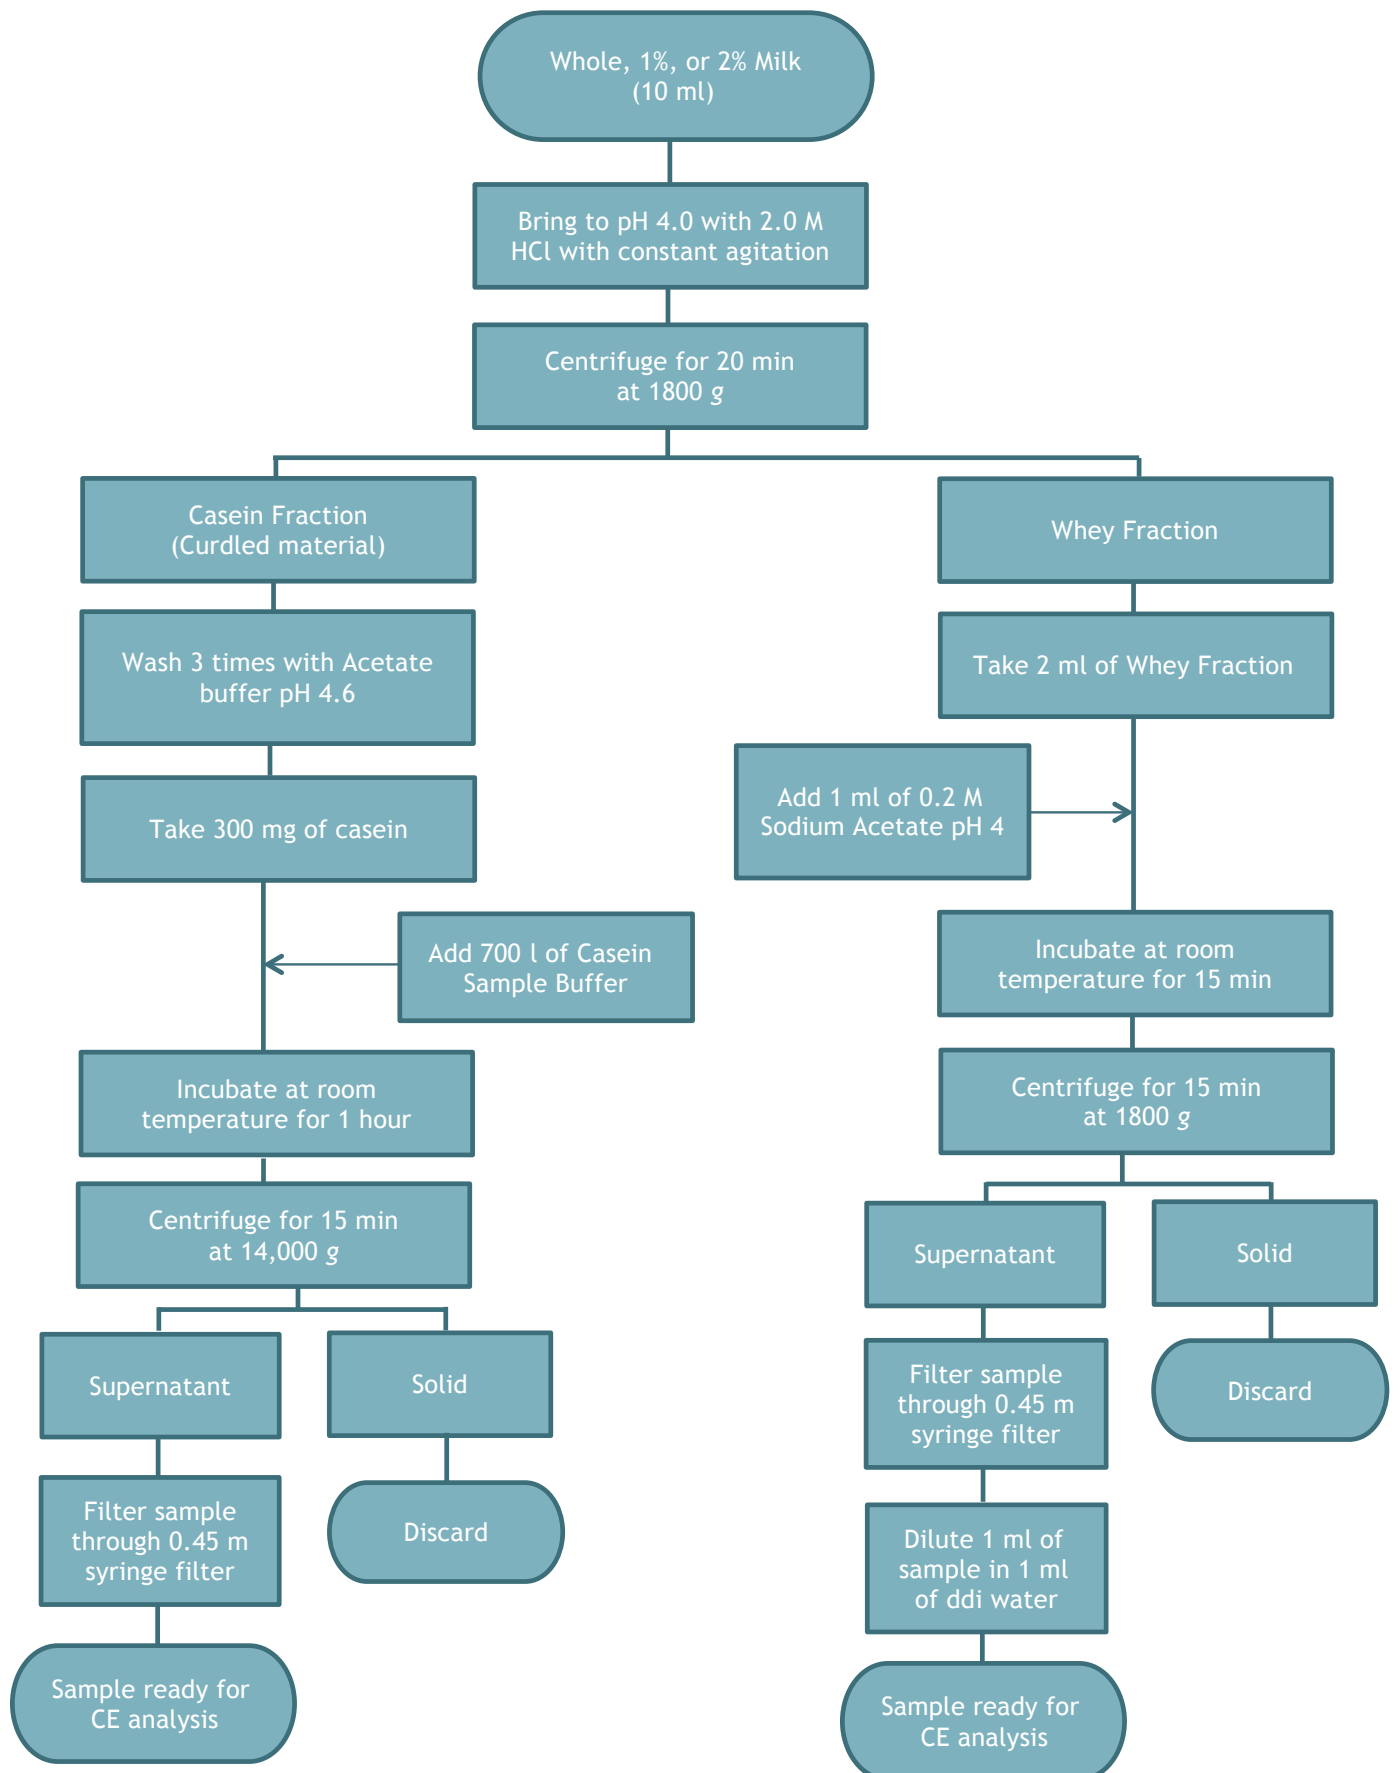 Whole, 1%, or 2% Milk
(10 ml)
Bring to pH 4.0 with 2.0 M
HCl with constant agitation
Centrifuge for 20 min
at 1800 g
Casein Fraction
(Curdled material)
Wash 3 times with Acetate
buffer pH 4.6
Take 300 mg of casein
Add 700 l of Casein
Sample Buffer
Incubate at room
temperature for 1 hour
Centrifuge for 15 min
at 14,000 g
Supernatant
Filter sample
through 0.45 m
syringe filter
Sample ready for
CE analysis
Solid
Discard
Whey Fraction
Take 2 ml of Whey Fraction
Add 1 ml of 0.2 M
Sodium Acetate pH 4
Incubate at room
temperature for 15 min
Centrifuge for 15 min
at 1800 g
Supernatant
Filter sample
through 0.45 m
syringe filter
Dilute 1 ml of
sample in 1 ml
of ddi water
Sample ready for
CE analysis
Solid
Discard